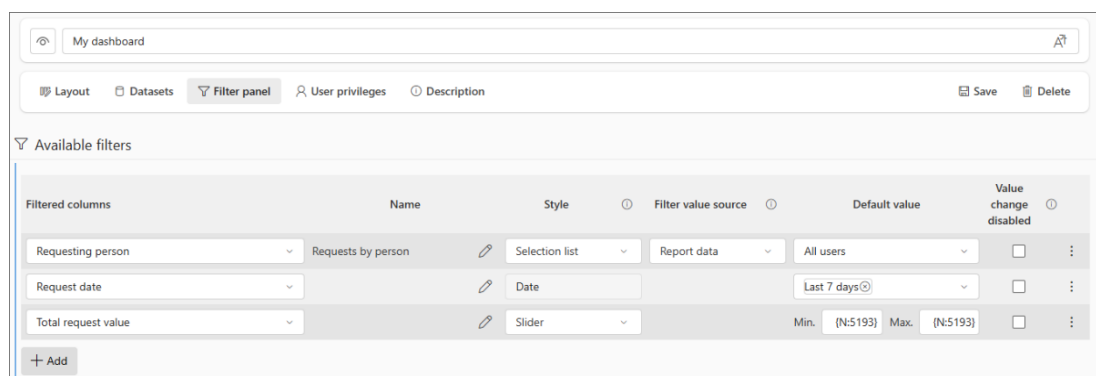 My dashboard
Layout Datasets Filter panel User privileges Description Save Delete
Available filters
Filtered columns Name Style Filter value source Default value Value change disabled
Requesting person Requests by person Selection list Report data All users
Request date Date Last 7 days
Total request value Slider Min. {N:5193} Max. {N:5193}
+ Add